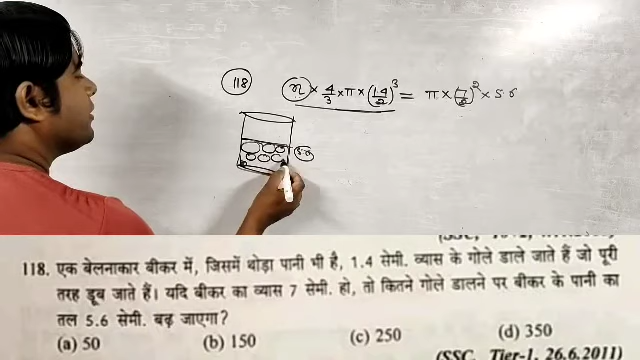 118
n × 4/3 × π × (1.4/2)³ = π × (7/2)² × 5.6
5.6
118. एक बेलनाकार बीकर में, जिसमें थोड़ा पानी भी है, 1.4 सेमी. व्यास के गोले डाले जाते हैं जो पूरी
तरह डूब जाते हैं। यदि बीकर का व्यास 7 सेमी. हो, तो कितने गोले डालने पर बीकर के पानी का
तल 5.6 सेमी. बढ़ जाएगा?
(a) 50 (b) 150 (c) 250 (d) 350
(SSC, Tier-1, 26.6.2011)